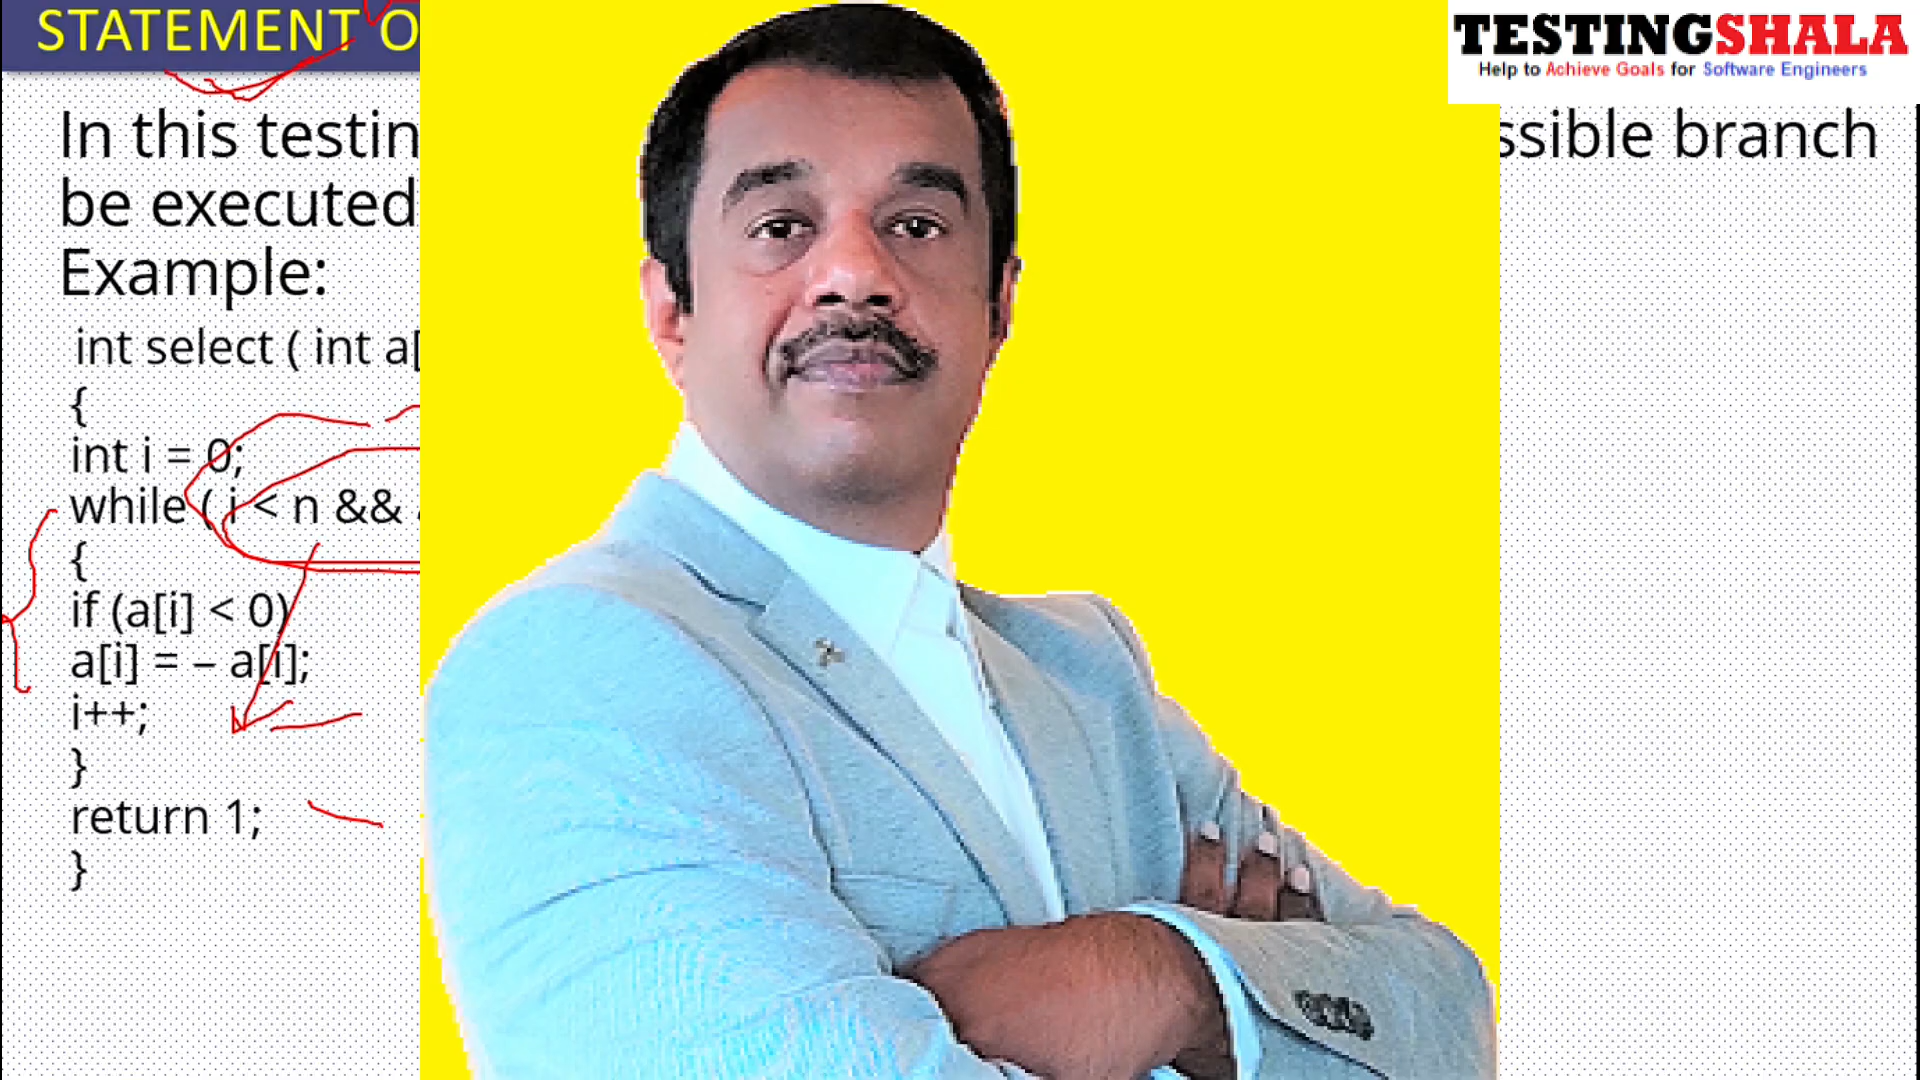 STATEMENT O
TESTINGSHALA
Help to Achieve Goals for Software Engineers
In this testin ssible branch
be executed
Example:
int select ( int a[
{
int i = 0;
while ( i < n &&
{
if (a[i] < 0)
a[i] = – a[i];
i++;
}
return 1;
}